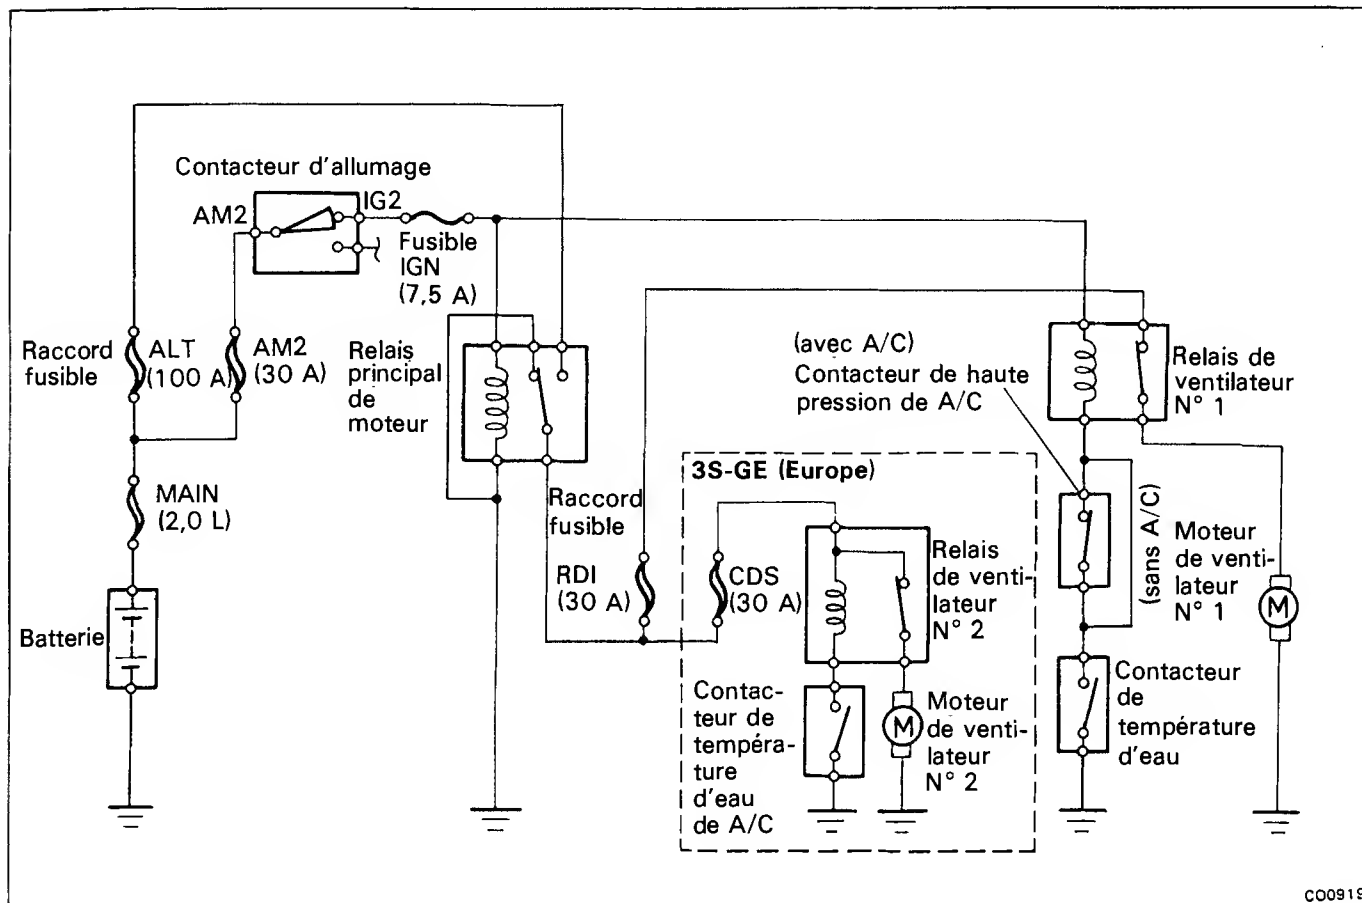 Contacteur d'allumage
AM2
IG2
Fusible
IGN
(7,5 A)
Raccord
fusible
ALT
(100 A)
AM2
(30 A)
Relais
principal
de
moteur
(avec A/C)
Contacteur de haute
pression de A/C
Relais de
ventilateur
N° 1
MAIN
(2,0 L)
Batterie
Raccord
fusible
RDI
(30 A)
3S-GE (Europe)
CDS
(30 A)
Relais
de venti-
lateur
N° 2
(sans A/C)
Moteur
de venti-
lateur
N° 1
M
Contac-
teur de
tempéra-
ture
d'eau
de A/C
M
Moteur
de venti-
lateur
N° 2
Contacteur
de
température
d'eau
CO0919